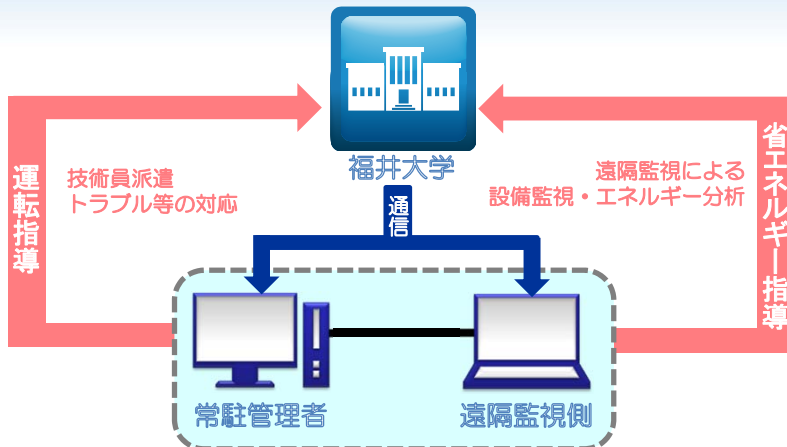 福井大学
運転指導
技術員派遣
トラブル等の対応
通信
遠隔監視による
設備監視・エネルギー分析
省エネルギー指導
常駐管理者
遠隔監視側